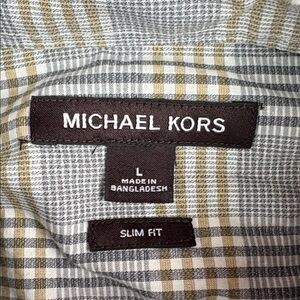 MICHAEL KORS
L
MADE IN
BANGLADESH
SLIM FIT